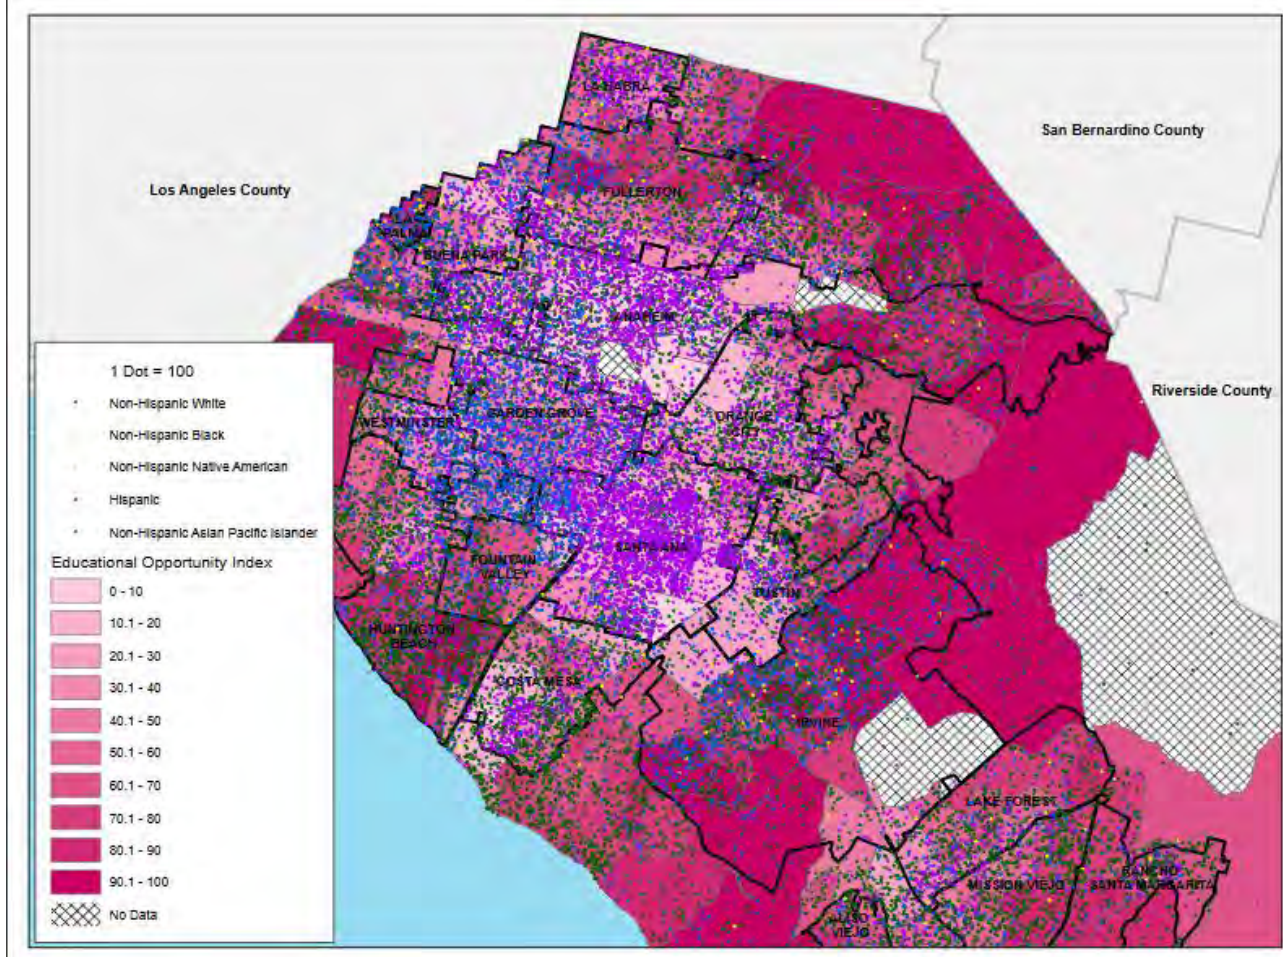 LA HABRA
San Bernardino County
Los Angeles County
FULLERTON
LA
PALMA
BUENA PARK
ANAHEIM
1 Dot = 100
Non-Hispanic White
Non-Hispanic Black
Non-Hispanic Native American
Hispanic
Non-Hispanic Asian Pacific Islander
Riverside County
WESTMINSTER
GARDEN GROVE
ORANGE
CITY
SANTA ANA
FOUNTAIN
VALLEY
TUSTIN
HUNTINGTON
BEACH
COSTA MESA
IRVINE
LAKE FOREST
MISSION VIEJO
RANCHO
SANTA MARGARITA
ALISO
VIEJO
Educational Opportunity Index
0 - 10
10.1 - 20
20.1 - 30
30.1 - 40
40.1 - 50
50.1 - 60
60.1 - 70
70.1 - 80
80.1 - 90
90.1 - 100
No Data